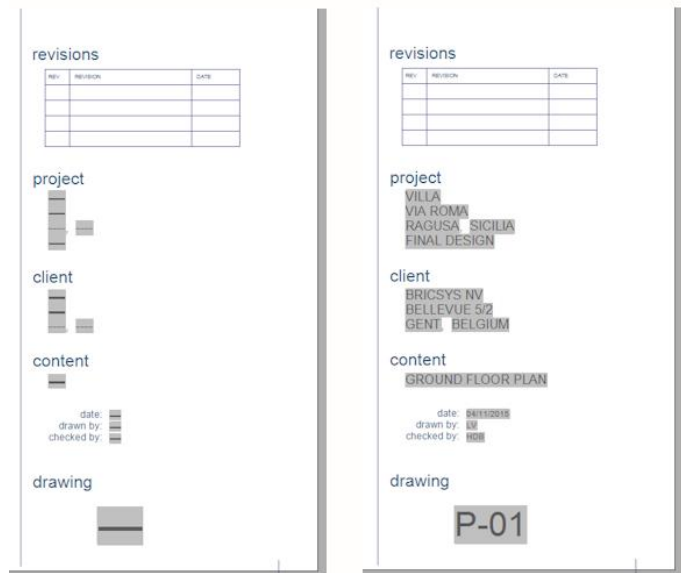 revisions
REV REVISION DATE
project
client
content
date:
drawn by:
checked by:
drawing
revisions
REV REVISION DATE
project
VILLA
VIA ROMA
RAGUSA, SICILIA
FINAL DESIGN
client
BRICSYS NV
BELLEVUE 5/2
GENT, BELGIUM
content
GROUND FLOOR PLAN
date: 04/11/2015
drawn by: LV
checked by: HDB
drawing
P-01